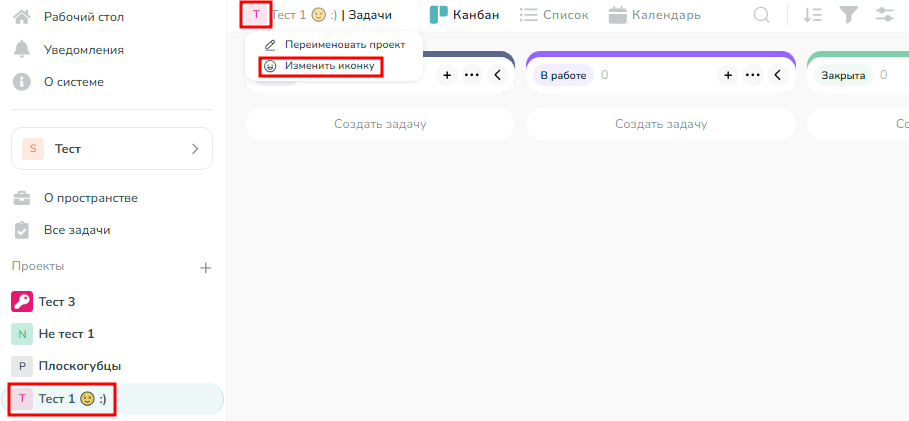 Рабочий стол
Уведомления
О системе
S Тест
О пространстве
Все задачи
Проекты
Тест 3
N Не тест 1
P Плоскогубцы
T Тест 1 😉 :)
T Тест 1 😉 :) | Задачи
Канбан
Список
Календарь
Переименовать проект
Изменить иконку
В работе 0
Закрыта 0
Создать задачу
Создать задачу
Со